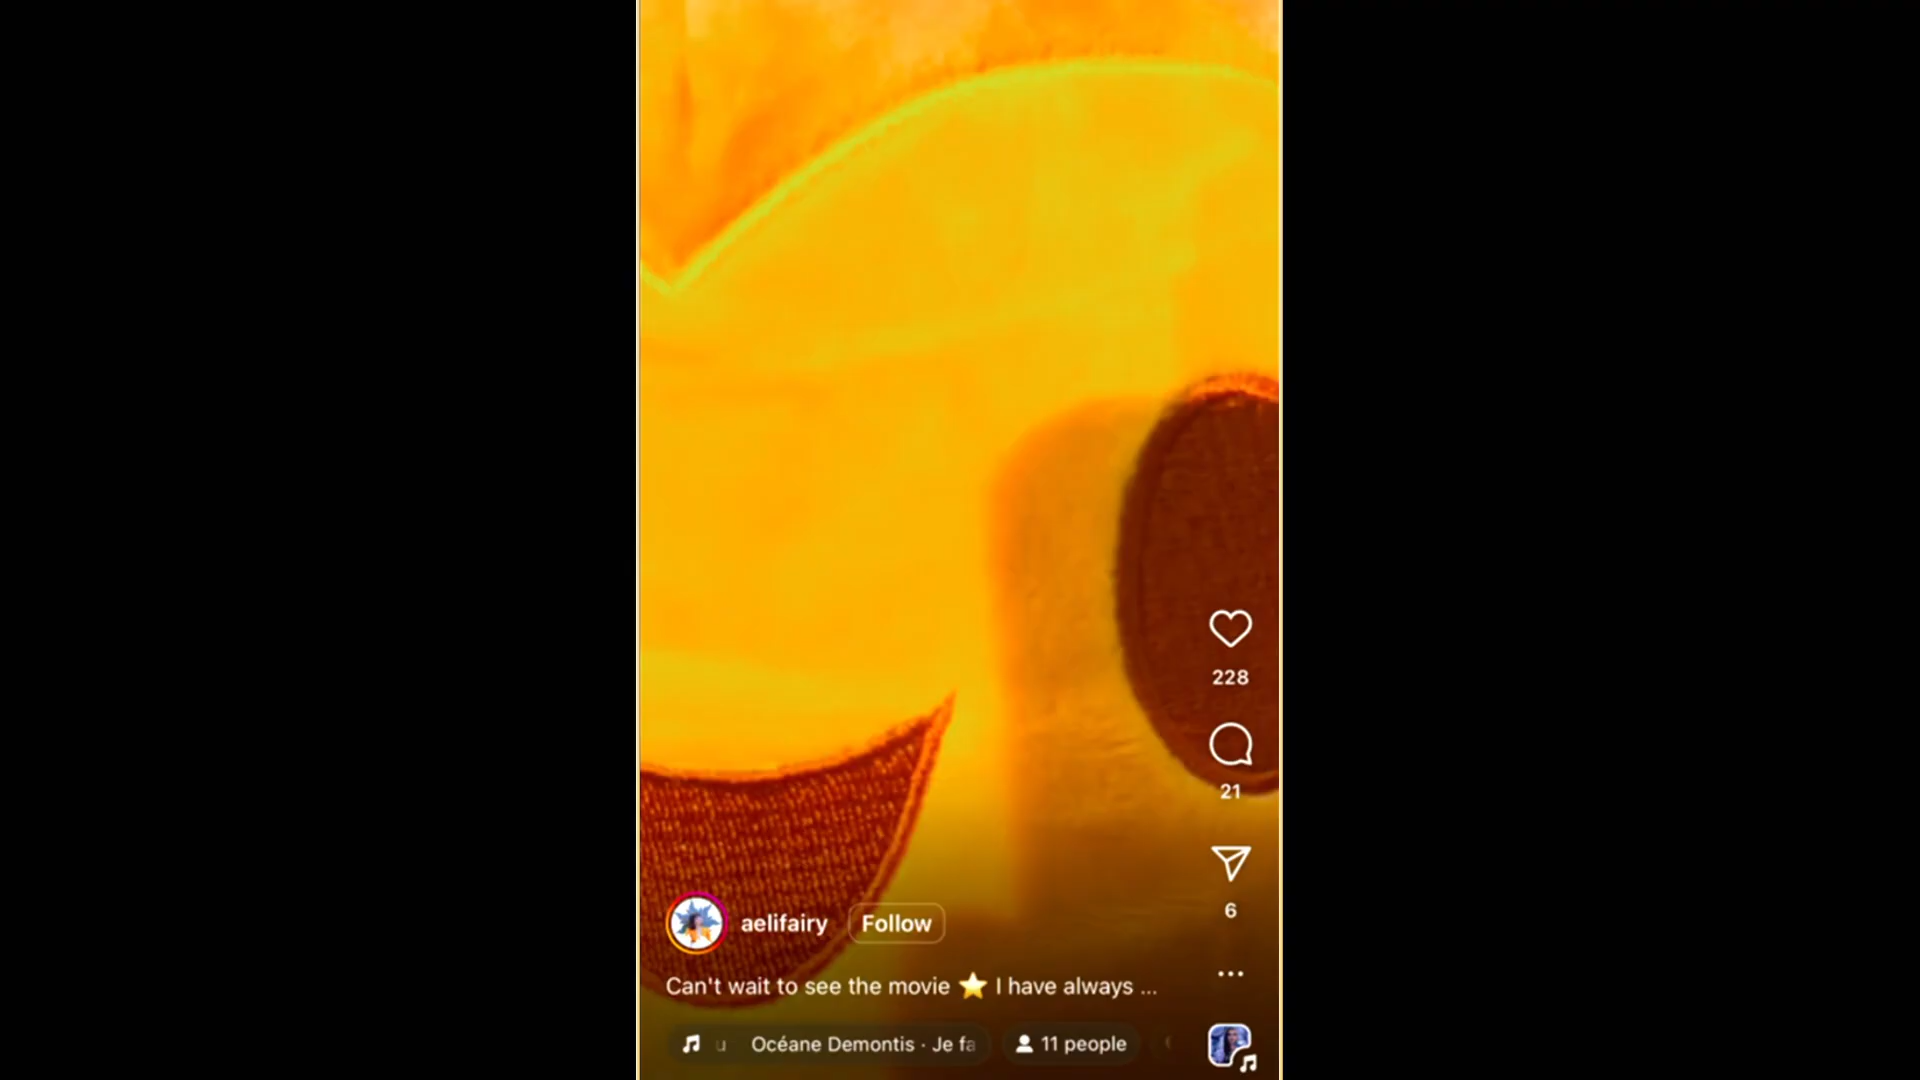 228
21
6
aelifairy Follow
Can't wait to see the movie ⭐ I have always ...
u Océane Demontis · Je fa 11 people